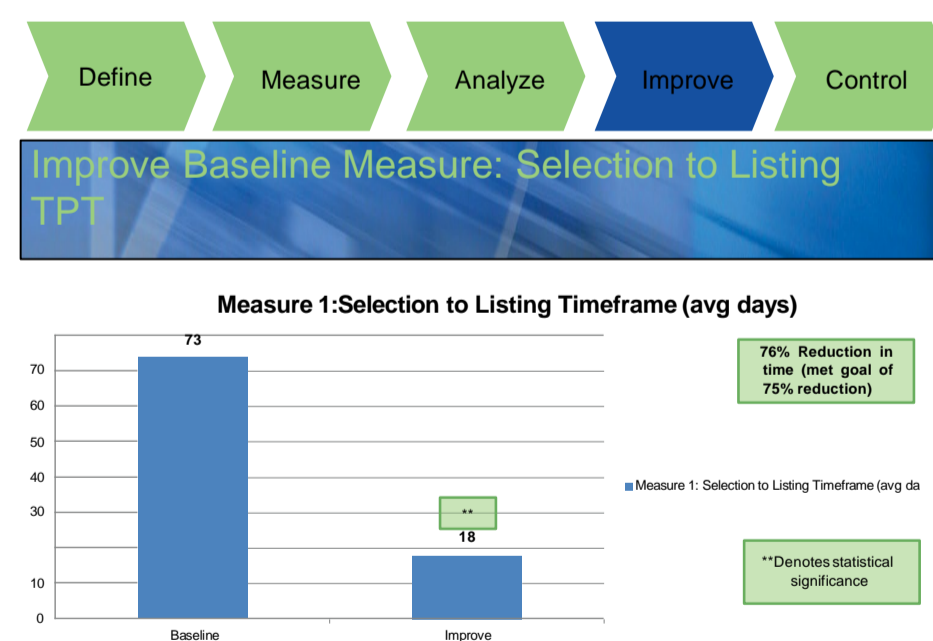 Define
Measure
Analyze
Improve
Control
Improve Baseline Measure: Selection to Listing
TPT
Measure 1:Selection to Listing Timeframe (avg days)
73
76% Reduction in
time (met goal of
75% reduction)
70
60
50
40
Measure 1: Selection to Listing Timeframe (avg da
30
**
18
**Denotes statistical
significance
10
0
Baseline
Improve